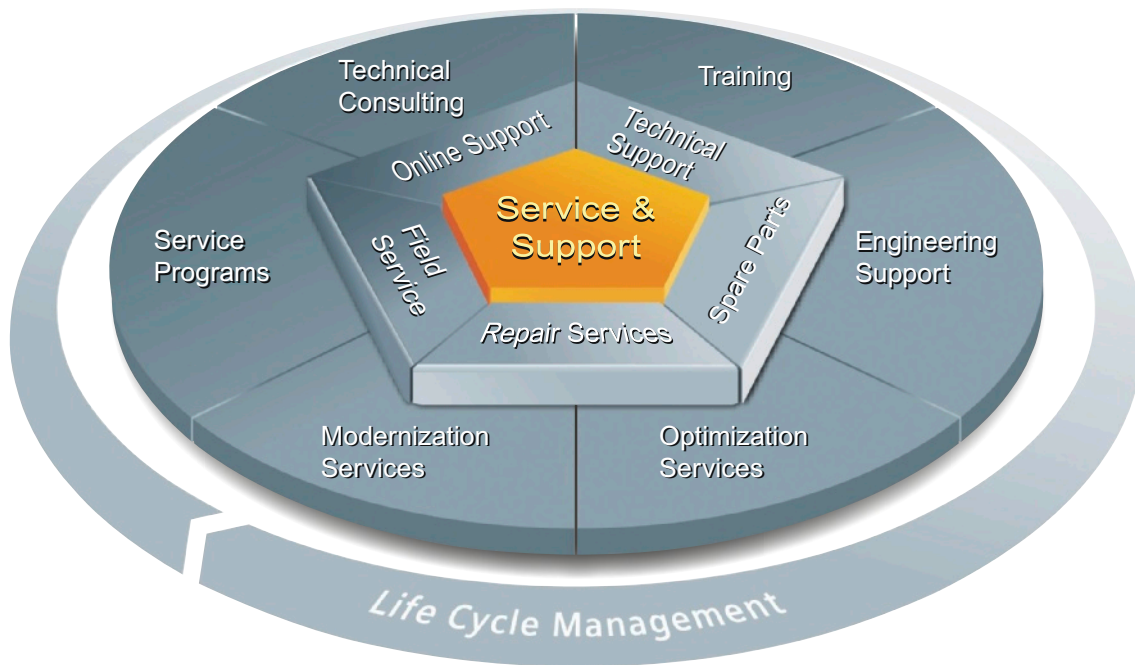 Technical
Consulting
Training
Online Support
Technical
Support
Service &
Support
Service
Programs
Field
Service
Spare Parts
Engineering
Support
Repair Services
Modernization
Services
Optimization
Services
Life Cycle Management